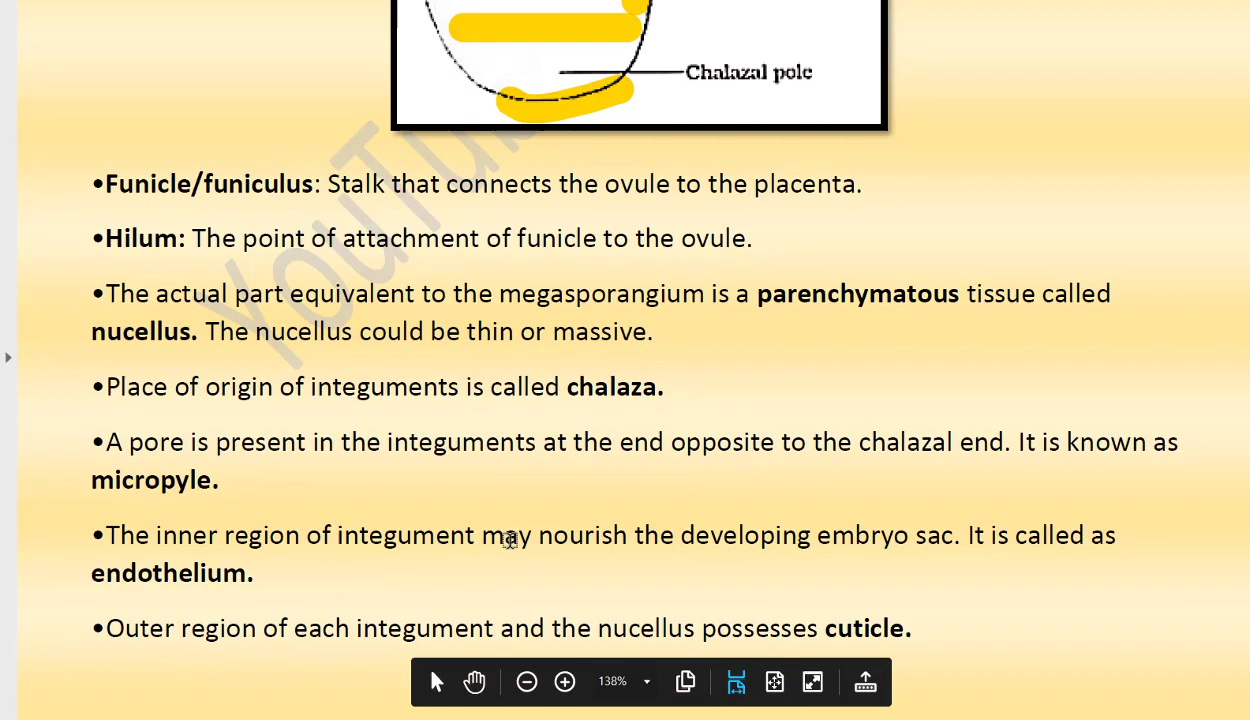 Chalazal pole
YouTub
•Funicle/funiculus: Stalk that connects the ovule to the placenta.
•Hilum: The point of attachment of funicle to the ovule.
•The actual part equivalent to the megasporangium is a parenchymatous tissue called
nucellus. The nucellus could be thin or massive.
•Place of origin of integuments is called chalaza.
•A pore is present in the integuments at the end opposite to the chalazal end. It is known as
micropyle.
•The inner region of integument may nourish the developing embryo sac. It is called as
endothelium.
•Outer region of each integument and the nucellus possesses cuticle.
138%